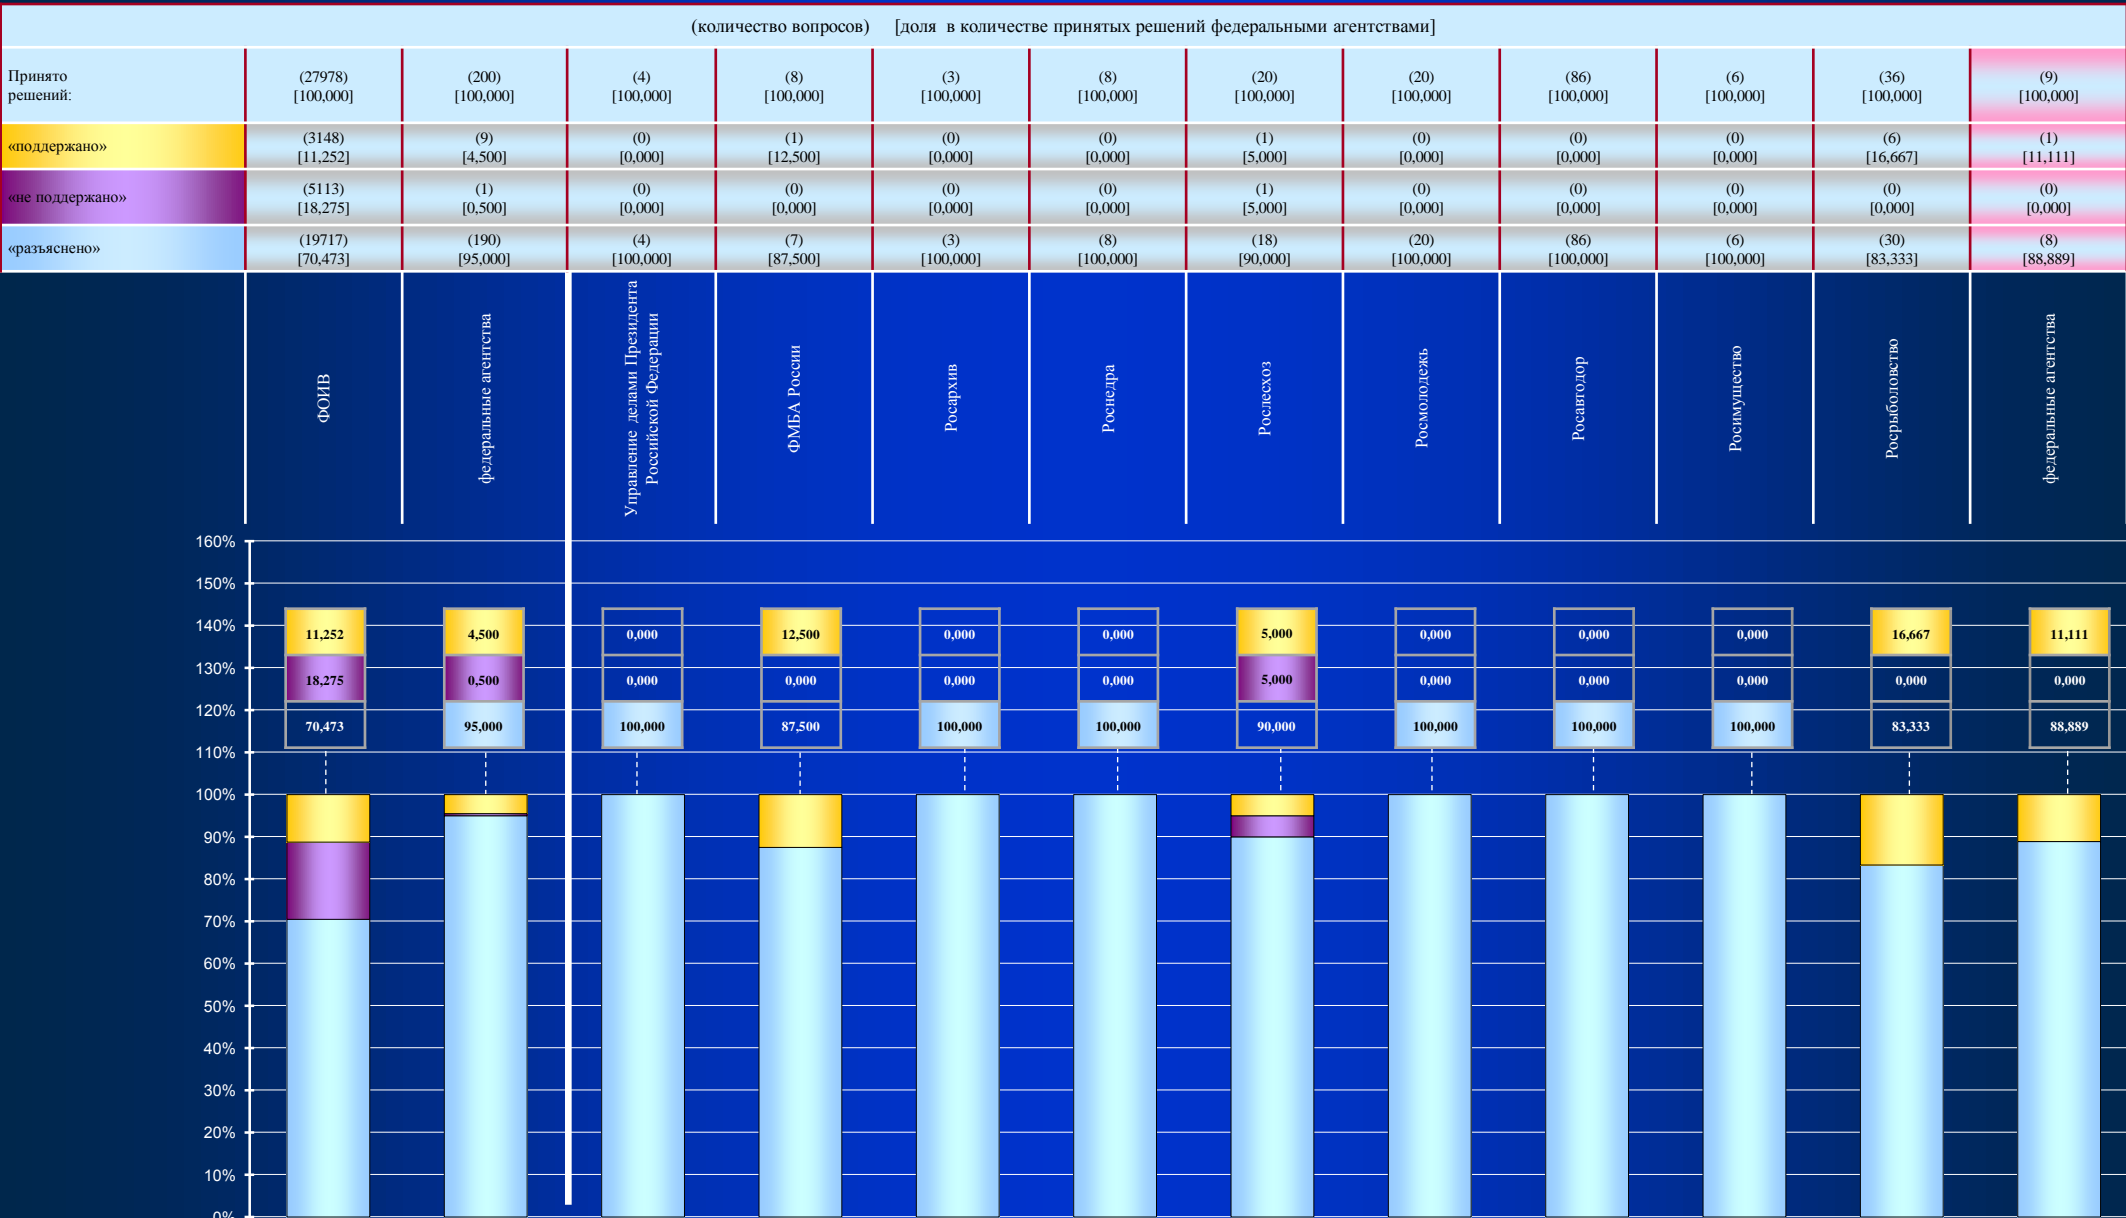 (количество вопросов) [доля в количестве принятых решений федеральными агентствами]
Принято
решений:
(27978) (200) (4) (8) (3) (8) (20) (20) (86) (6) (36) (9)
[100,000] [100,000] [100,000] [100,000] [100,000] [100,000] [100,000] [100,000] [100,000] [100,000] [100,000] [100,000]
«поддержано»
(3148) (9) (0) (1) (0) (0) (1) (0) (0) (0) (6) (1)
[11,252] [4,500] [0,000] [12,500] [0,000] [0,000] [5,000] [0,000] [0,000] [0,000] [16,667] [11,111]
«не поддержано»
(5113) (1) (0) (0) (0) (0) (1) (0) (0) (0) (0) (0)
[18,275] [0,500] [0,000] [0,000] [0,000] [0,000] [5,000] [0,000] [0,000] [0,000] [0,000] [0,000]
«разъяснено»
(19717) (190) (4) (7) (3) (8) (18) (20) (86) (6) (30) (8)
[70,473] [95,000] [100,000] [87,500] [100,000] [100,000] [90,000] [100,000] [100,000] [100,000] [83,333] [88,889]
ФОИВ
федеральные агентства
Управление делами Президента
Российской Федерации
ФМБА России
Росархив
Роснедра
Рослесхоз
Росмолодежь
Росавтодор
Росимущество
Росрыболовство
федеральные агентства
160%
150%
140%
130%
120%
110%
100%
90%
80%
70%
60%
50%
40%
30%
20%
10%
0%
11,252 4,500 0,000 12,500 0,000 0,000 5,000 0,000 0,000 0,000 16,667 11,111
18,275 0,500 0,000 0,000 0,000 0,000 5,000 0,000 0,000 0,000 0,000 0,000
70,473 95,000 100,000 87,500 100,000 100,000 90,000 100,000 100,000 100,000 83,333 88,889